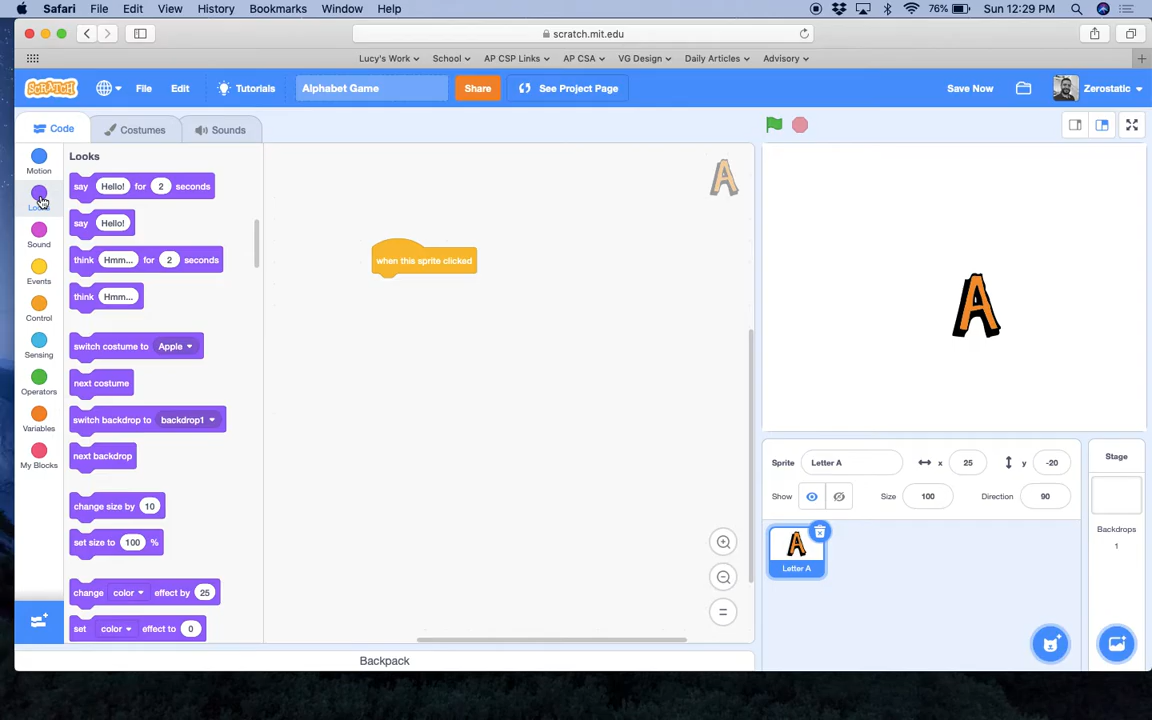 Safari File Edit View History Bookmarks Window Help 76% Sun 12:29 PM
scratch.mit.edu
Lucy's Work School AP CSP Links AP CSA VG Design Daily Articles Advisory
SCRATCH File Edit Tutorials Alphabet Game Share See Project Page Save Now Zerostatic
Code Costumes Sounds
Motion
Looks
Sound
Events
Control
Sensing
Operators
Variables
My Blocks
Looks
say Hello! for 2 seconds
say Hello!
think Hmm... for 2 seconds
think Hmm...
switch costume to Apple
next costume
switch backdrop to backdrop1
next backdrop
change size by 10
set size to 100 %
change color effect by 25
set color effect to 0
A
when this sprite clicked
Backpack
A
Sprite Letter A x 25 y -20
Show Size 100 Direction 90
A
Letter A
Stage
Backdrops
1